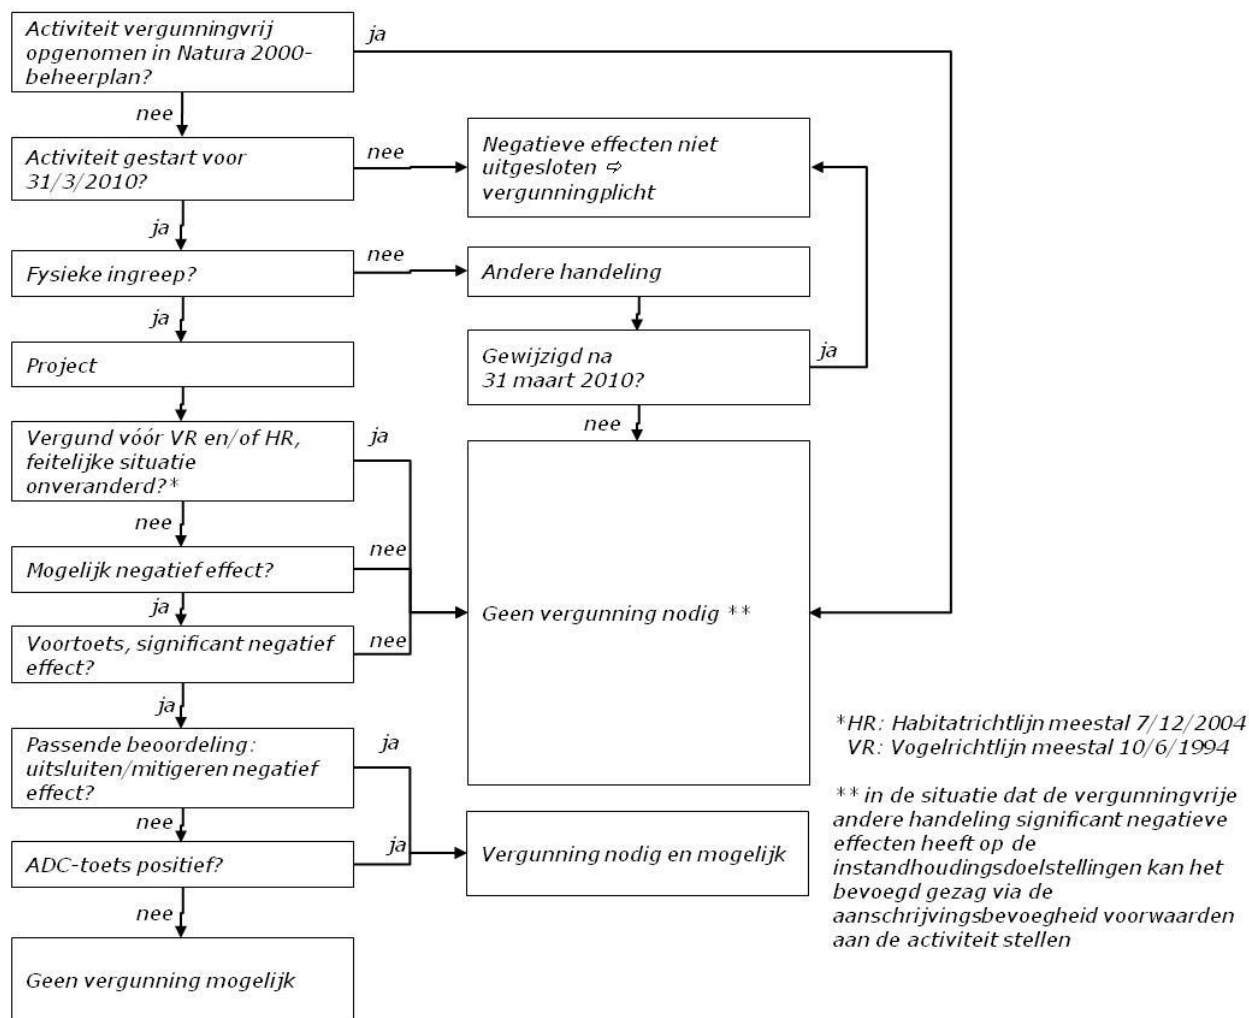 Activiteit vergunningvrij
opgenomen in Natura 2000-
beheerplan?
ja
nee
Activiteit gestart voor
31/3/2010?
nee
Negatieve effecten niet
uitgesloten ⇨
vergunningplicht
ja
Fysieke ingreep?
nee
Andere handeling
ja
Project
Gewijzigd na
31 maart 2010?
ja
nee
Vergund vóór VR en/of HR,
feitelijke situatie
onveranderd?*
ja
nee
Mogelijk negatief effect?
nee
ja
Geen vergunning nodig **
Voortoets, significant negatief
effect?
nee
ja
Passende beoordeling:
uitsluiten/mitigeren negatief
effect?
ja
nee
ADC-toets positief?
ja
Vergunning nodig en mogelijk
nee
Geen vergunning mogelijk
*HR: Habitatrichtlijn meestal 7/12/2004
VR: Vogelrichtlijn meestal 10/6/1994
** in de situatie dat de vergunningvrije
andere handeling significant negatieve
effecten heeft op de
instandhoudingsdoelstellingen kan het
bevoegd gezag via de
aanschrijvingsbevoegheid voorwaarden
aan de activiteit stellen